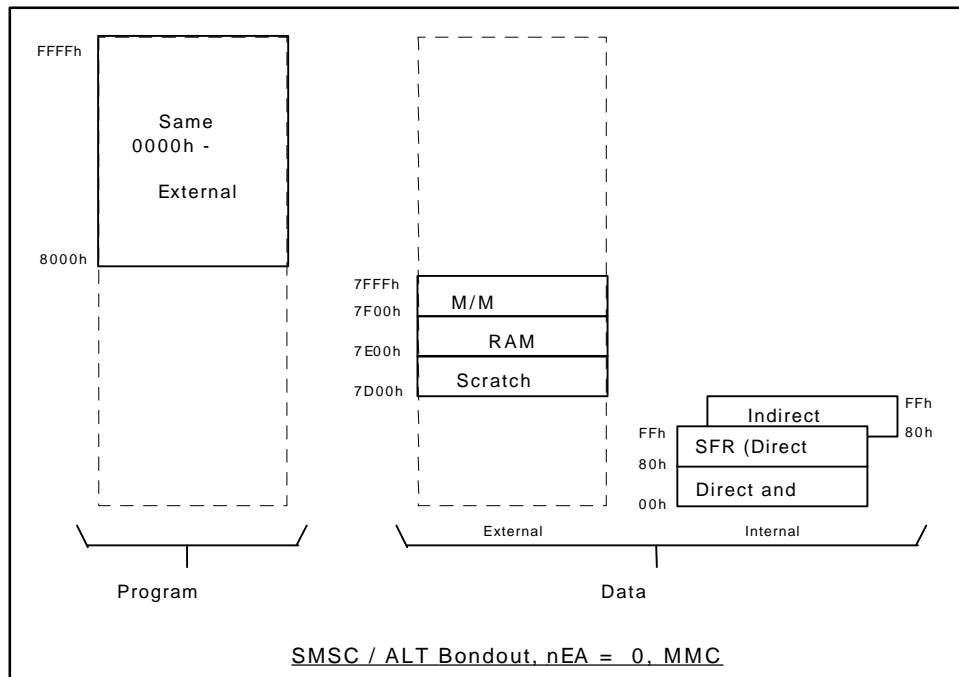 FFFFh
Same
0000h -
External
8000h
7FFFh
M/M
7F00h
RAM
7E00h
Scratch
7D00h
Indirect
FFh
FFh
80h
SFR (Direct
80h
Direct and
00h
External
Internal
Program
Data
SMSC / ALT Bondout, nEA = 0, MMC